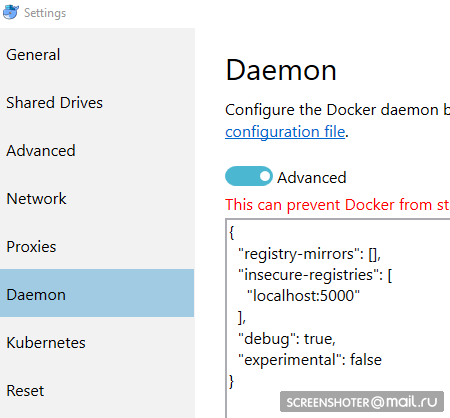 Settings
General
Shared Drives
Advanced
Network
Proxies
Daemon
Kubernetes
Reset
Daemon
Configure the Docker daemon b
configuration file.
Advanced
This can prevent Docker from st
{
"registry-mirrors": [],
"insecure-registries": [
"localhost:5000"
],
"debug": true,
"experimental": false
}
SCREENSHOTER@mail.ru